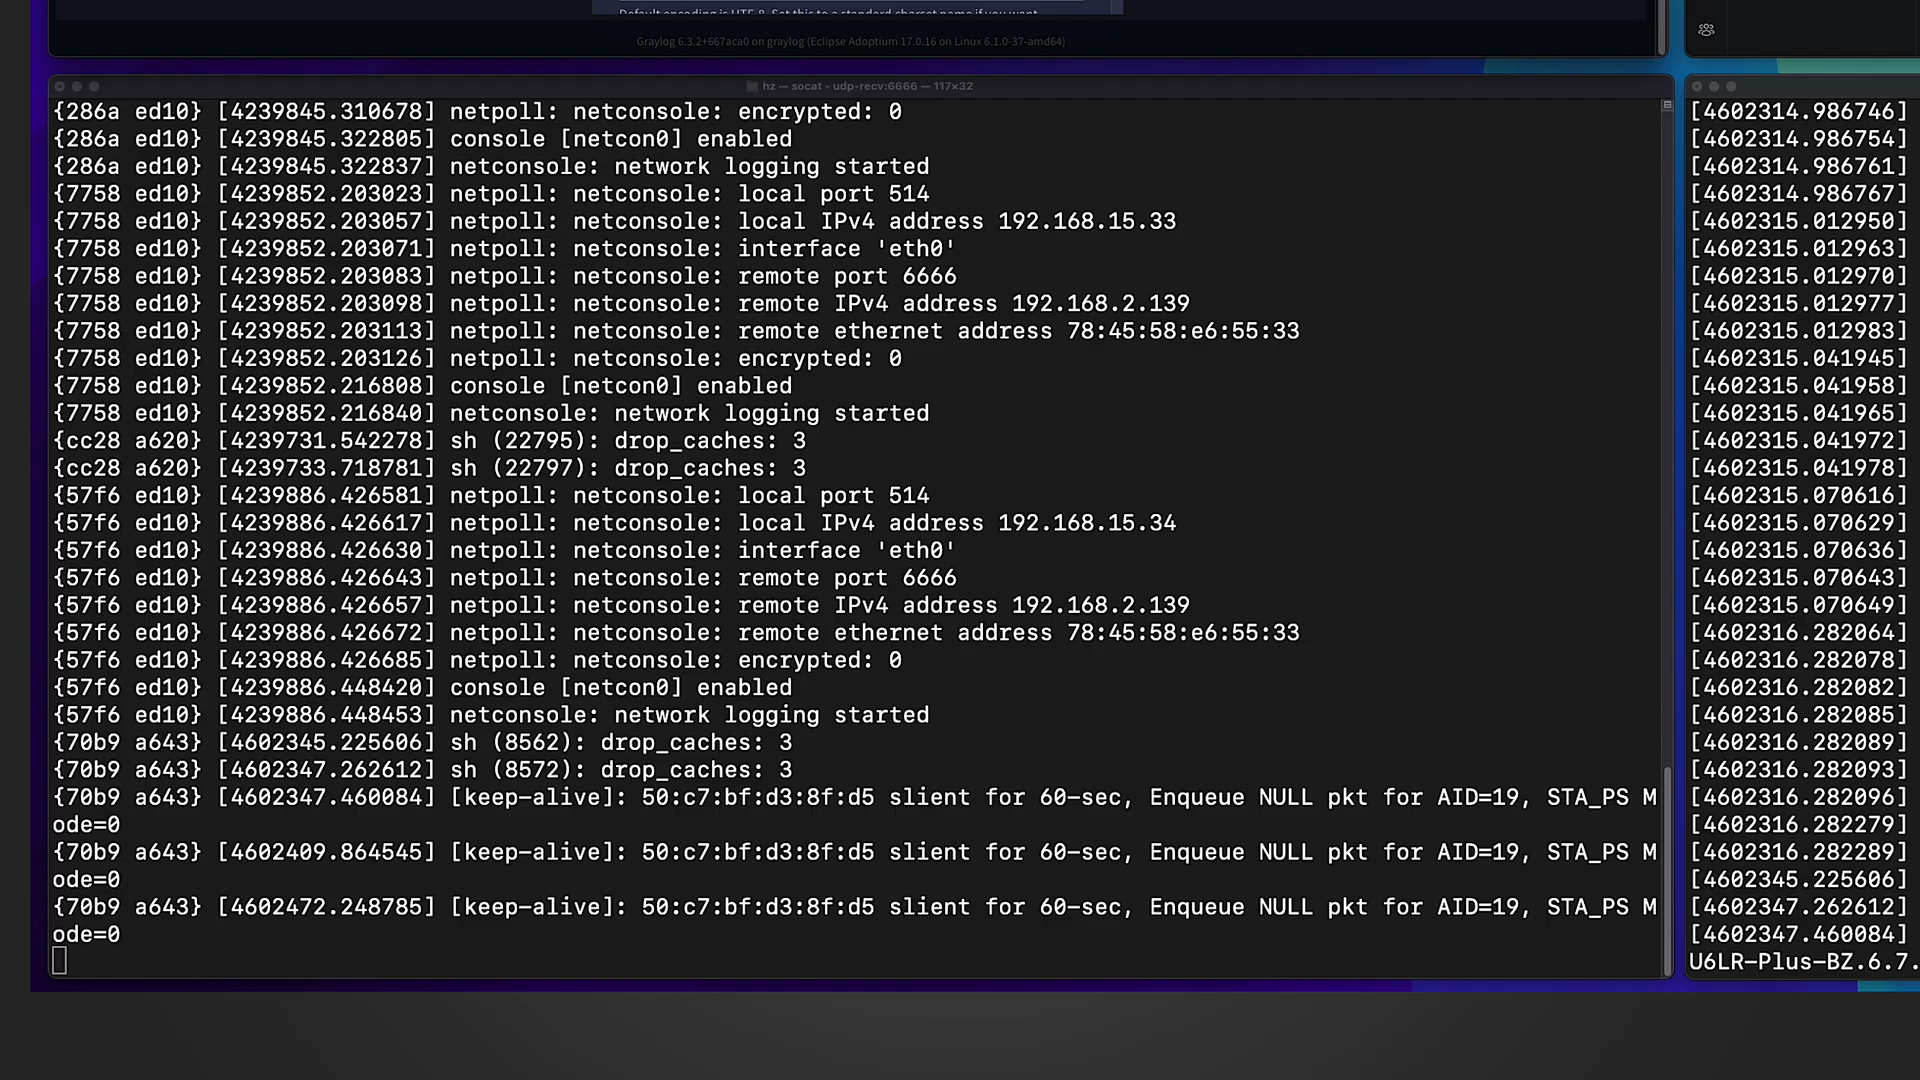 Default encoding is UTF-8. Set this to a standard charset name if you want
Graylog 6.3.2+667aca0 on graylog (Eclipse Adoptium 17.0.16 on Linux 6.1.0-37-amd64)
hz — socat - udp-recv:6666 — 117×32
{286a ed10} [4239845.310678] netpoll: netconsole: encrypted: 0
{286a ed10} [4239845.322805] console [netcon0] enabled
{286a ed10} [4239845.322837] netconsole: network logging started
{7758 ed10} [4239852.203023] netpoll: netconsole: local port 514
{7758 ed10} [4239852.203057] netpoll: netconsole: local IPv4 address 192.168.15.33
{7758 ed10} [4239852.203071] netpoll: netconsole: interface 'eth0'
{7758 ed10} [4239852.203083] netpoll: netconsole: remote port 6666
{7758 ed10} [4239852.203098] netpoll: netconsole: remote IPv4 address 192.168.2.139
{7758 ed10} [4239852.203113] netpoll: netconsole: remote ethernet address 78:45:58:e6:55:33
{7758 ed10} [4239852.203126] netpoll: netconsole: encrypted: 0
{7758 ed10} [4239852.216808] console [netcon0] enabled
{7758 ed10} [4239852.216840] netconsole: network logging started
{cc28 a620} [4239731.542278] sh (22795): drop_caches: 3
{cc28 a620} [4239733.718781] sh (22797): drop_caches: 3
{57f6 ed10} [4239886.426581] netpoll: netconsole: local port 514
{57f6 ed10} [4239886.426617] netpoll: netconsole: local IPv4 address 192.168.15.34
{57f6 ed10} [4239886.426630] netpoll: netconsole: interface 'eth0'
{57f6 ed10} [4239886.426643] netpoll: netconsole: remote port 6666
{57f6 ed10} [4239886.426657] netpoll: netconsole: remote IPv4 address 192.168.2.139
{57f6 ed10} [4239886.426672] netpoll: netconsole: remote ethernet address 78:45:58:e6:55:33
{57f6 ed10} [4239886.426685] netpoll: netconsole: encrypted: 0
{57f6 ed10} [4239886.448420] console [netcon0] enabled
{57f6 ed10} [4239886.448453] netconsole: network logging started
{70b9 a643} [4602345.225606] sh (8562): drop_caches: 3
{70b9 a643} [4602347.262612] sh (8572): drop_caches: 3
{70b9 a643} [4602347.460084] [keep-alive]: 50:c7:bf:d3:8f:d5 slient for 60-sec, Enqueue NULL pkt for AID=19, STA_PS M
ode=0
{70b9 a643} [4602409.864545] [keep-alive]: 50:c7:bf:d3:8f:d5 slient for 60-sec, Enqueue NULL pkt for AID=19, STA_PS M
ode=0
{70b9 a643} [4602472.248785] [keep-alive]: 50:c7:bf:d3:8f:d5 slient for 60-sec, Enqueue NULL pkt for AID=19, STA_PS M
ode=0
[4602314.986746]
[4602314.986754]
[4602314.986761]
[4602314.986767]
[4602315.012950]
[4602315.012963]
[4602315.012970]
[4602315.012977]
[4602315.012983]
[4602315.041945]
[4602315.041958]
[4602315.041965]
[4602315.041972]
[4602315.041978]
[4602315.070616]
[4602315.070629]
[4602315.070636]
[4602315.070643]
[4602315.070649]
[4602316.282064]
[4602316.282078]
[4602316.282082]
[4602316.282085]
[4602316.282089]
[4602316.282093]
[4602316.282096]
[4602316.282279]
[4602316.282289]
[4602345.225606]
[4602347.262612]
[4602347.460084]
U6LR-Plus-BZ.6.7.